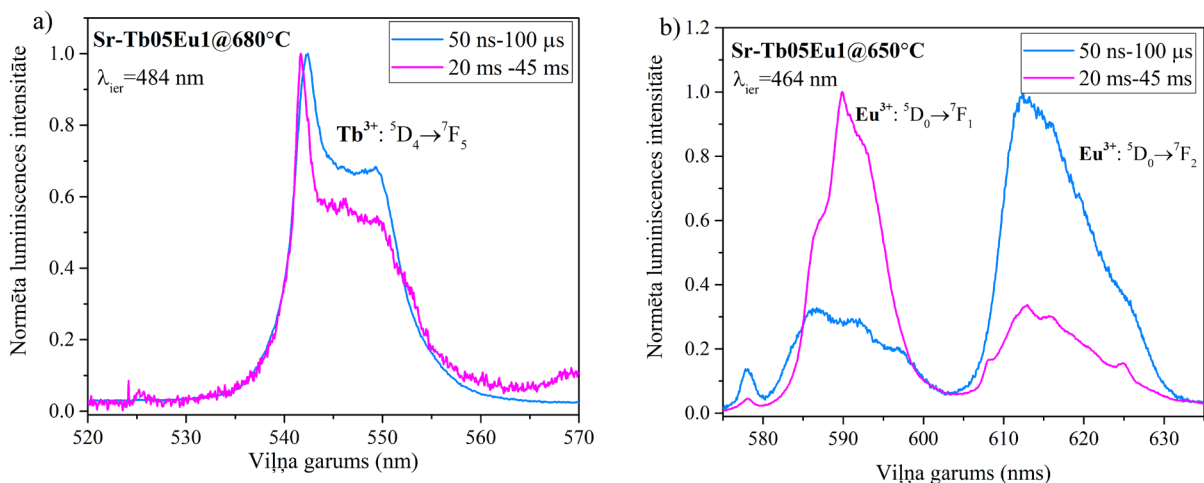 a)
Sr-Tb05Eu1@680°C
λier=484 nm
50 ns-100 µs
20 ms -45 ms
Tb³⁺: ⁵D₄→⁷F₅
Normēta luminiscences intensitāte
1.0
0.8
0.6
0.4
0.2
0.0
520 530 540 550 560 570
Viļņa garums (nm)
b)
Sr-Tb05Eu1@650°C
λier=464 nm
50 ns-100 µs
20 ms -45 ms
Eu³⁺: ⁵D₀→⁷F₁
Eu³⁺: ⁵D₀→⁷F₂
Normēta luminiscences intensitāte
1.2
1.0
0.8
0.6
0.4
0.2
0.0
580 590 600 610 620 630
Viļņa garums (nms)